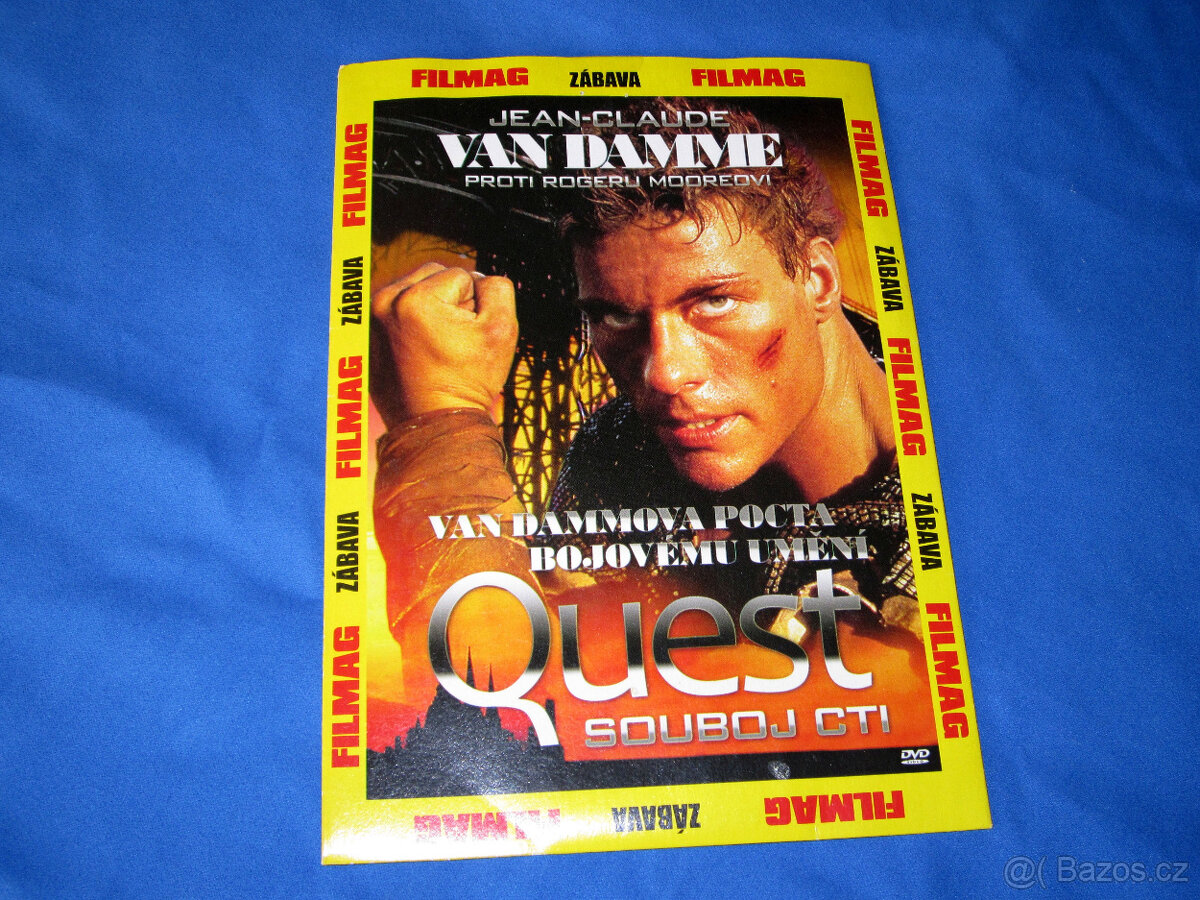 FILMAG ZÁBAVA FILMAG
FILMAG
ZÁBAVA
FILMAG
ZÁBAVA
FILMAG
JEAN-CLAUDE
VAN DAMME
PROTI ROGERU MOOREOVI
VAN DAMMOVA POCTA
BOJOVÉMU UMĚNÍ
Quest
SOUBOJ CTI
DVD
VIDEO
FILMAG
ZÁBAVA
FILMAG
ZÁBAVA
FILMAG
FILMAG ZÁBAVA FILMAG
@( Bazos.cz